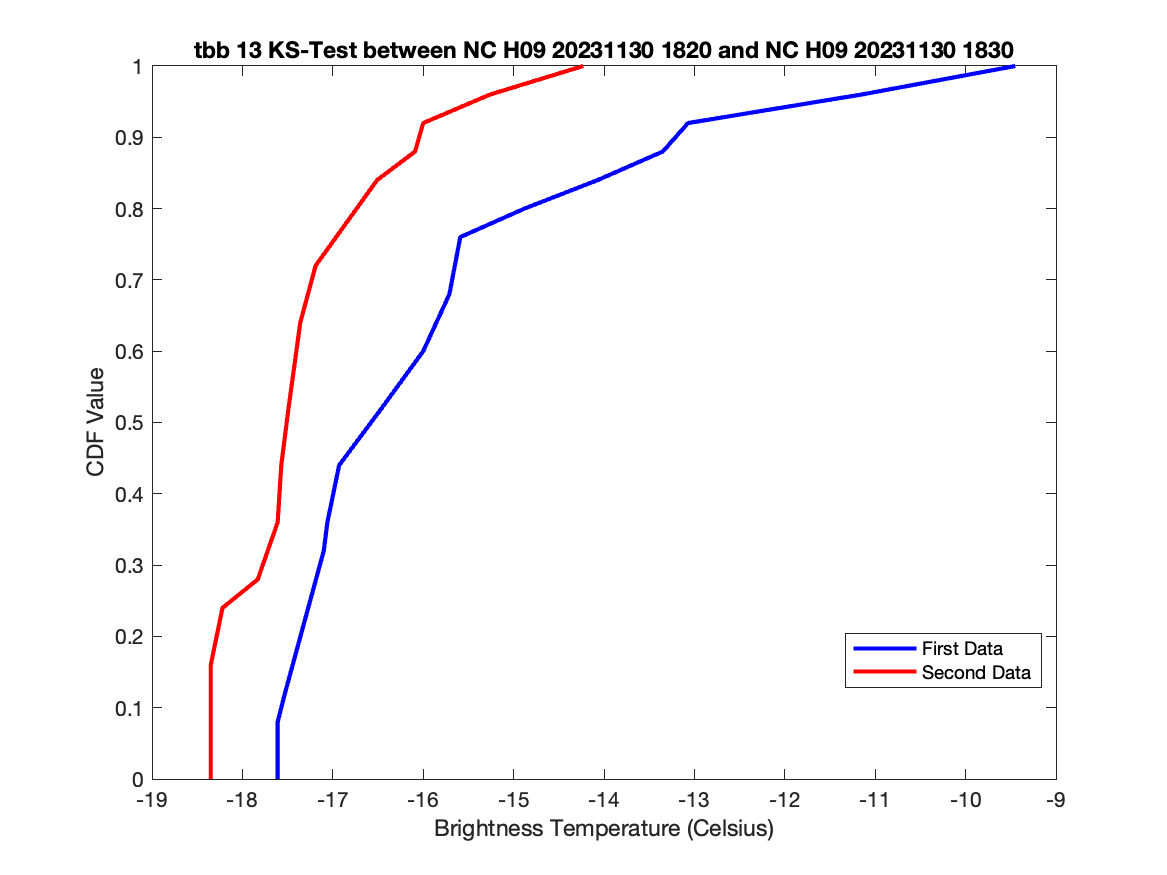 tbb 13 KS-Test between NC H09 20231130 1820 and NC H09 20231130 1830
1
0.9
0.8
0.7
0.6
0.5
0.4
0.3
0.2
0.1
0
CDF Value
First Data
Second Data
-19 -18 -17 -16 -15 -14 -13 -12 -11 -10 -9
Brightness Temperature (Celsius)